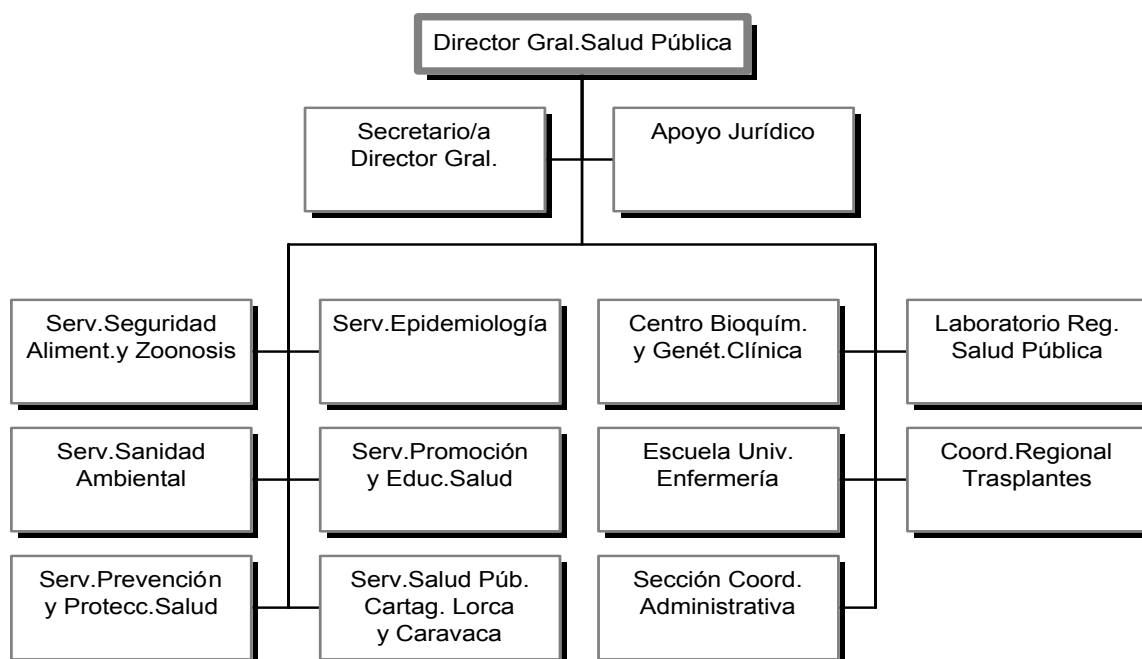 Director Gral.Salud Pública
Secretario/a
Director Gral.
Apoyo Jurídico
Serv.Seguridad
Aliment.y Zoonosis
Serv.Epidemiología
Centro Bioquím.
y Genét.Clínica
Laboratorio Reg.
Salud Pública
Serv.Sanidad
Ambiental
Serv.Promoción
y Educ.Salud
Escuela Univ.
Enfermería
Coord.Regional
Trasplantes
Serv.Prevención
y Protecc.Salud
Serv.Salud Púb.
Cartag. Lorca
y Caravaca
Sección Coord.
Administrativa